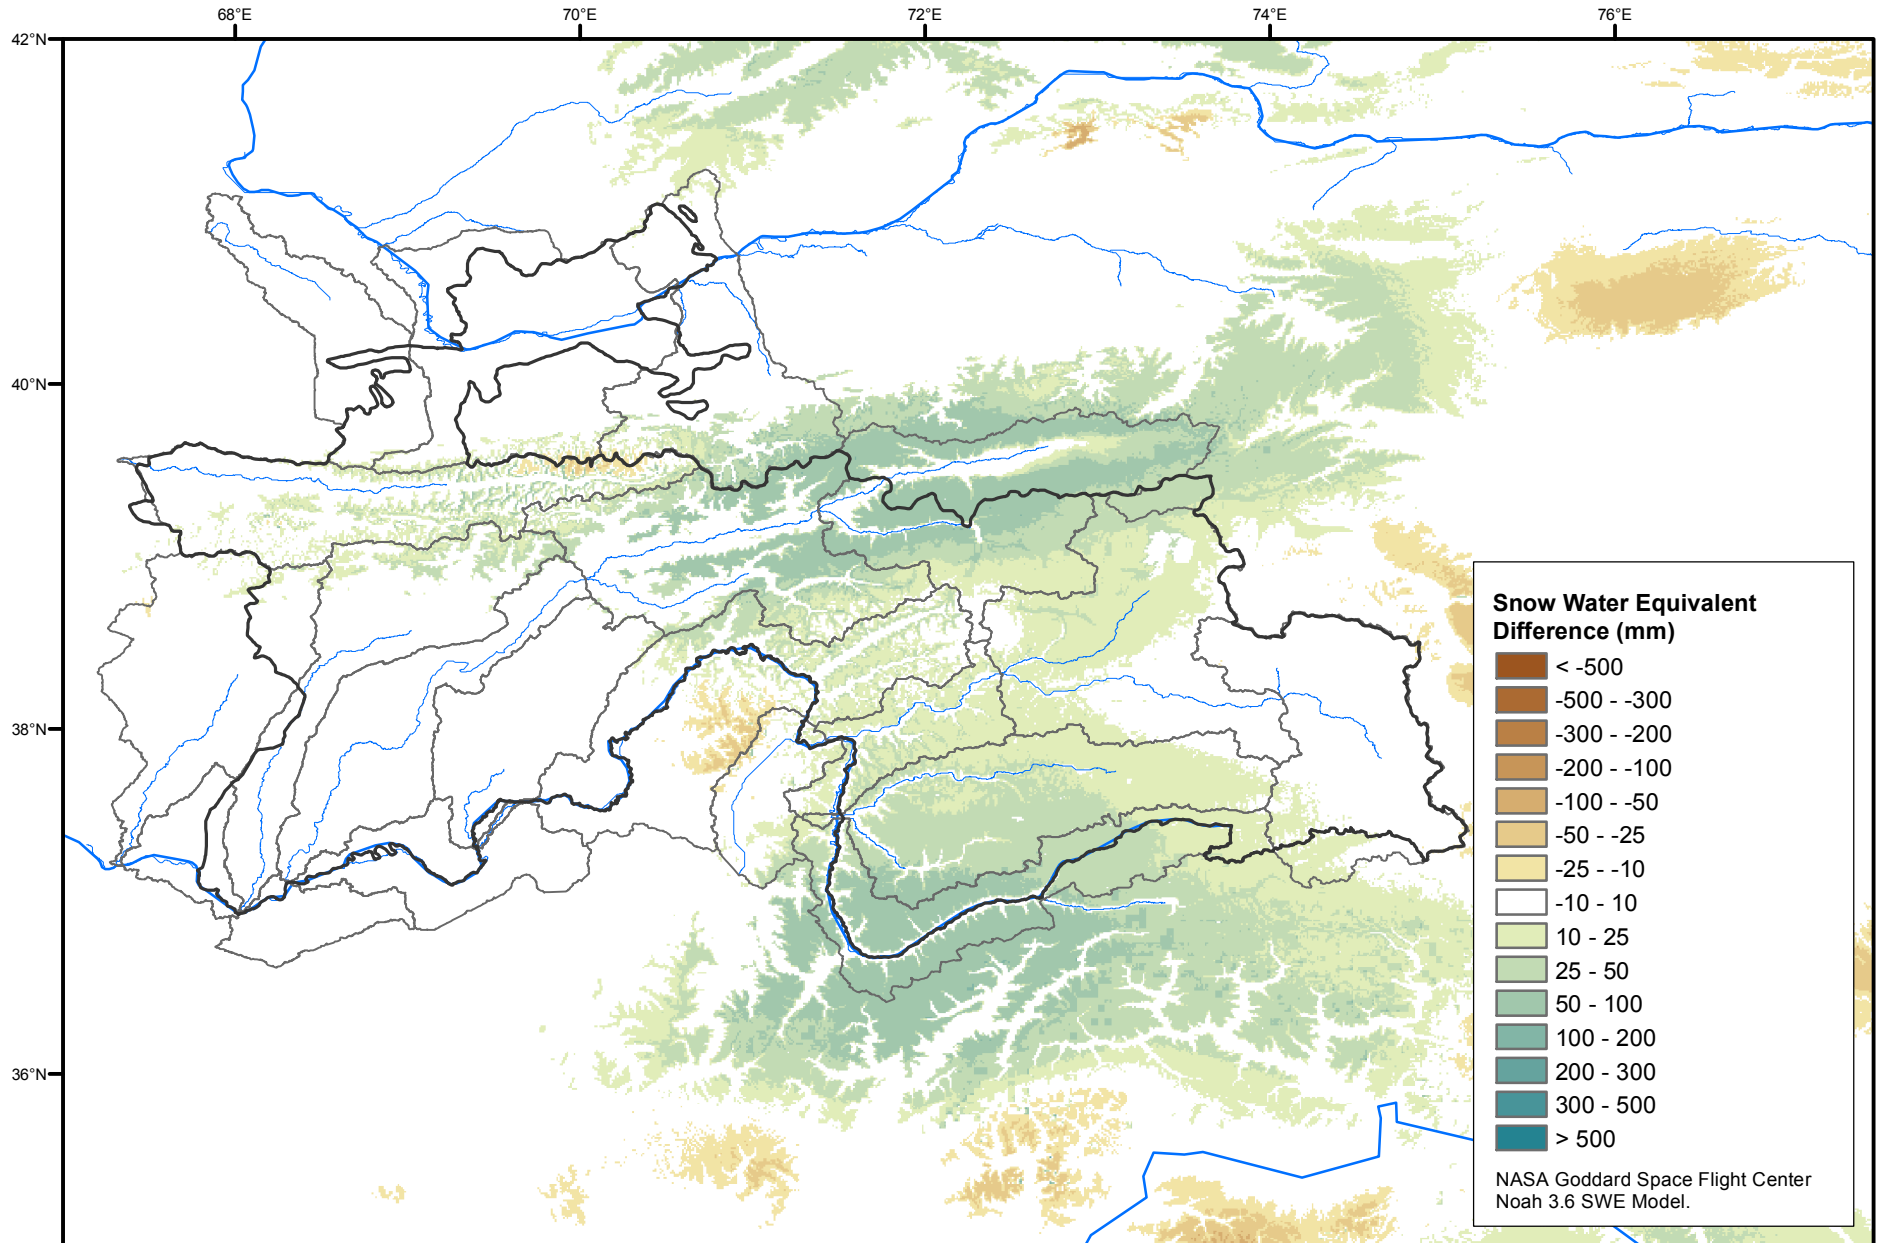 68°E 70°E 72°E 74°E 76°E
42°N
40°N
38°N
36°N
Snow Water Equivalent
Difference (mm)
< -500
-500 - -300
-300 - -200
-200 - -100
-100 - -50
-50 - -25
-25 - -10
-10 - 10
10 - 25
25 - 50
50 - 100
100 - 200
200 - 300
300 - 500
> 500
NASA Goddard Space Flight Center
Noah 3.6 SWE Model.